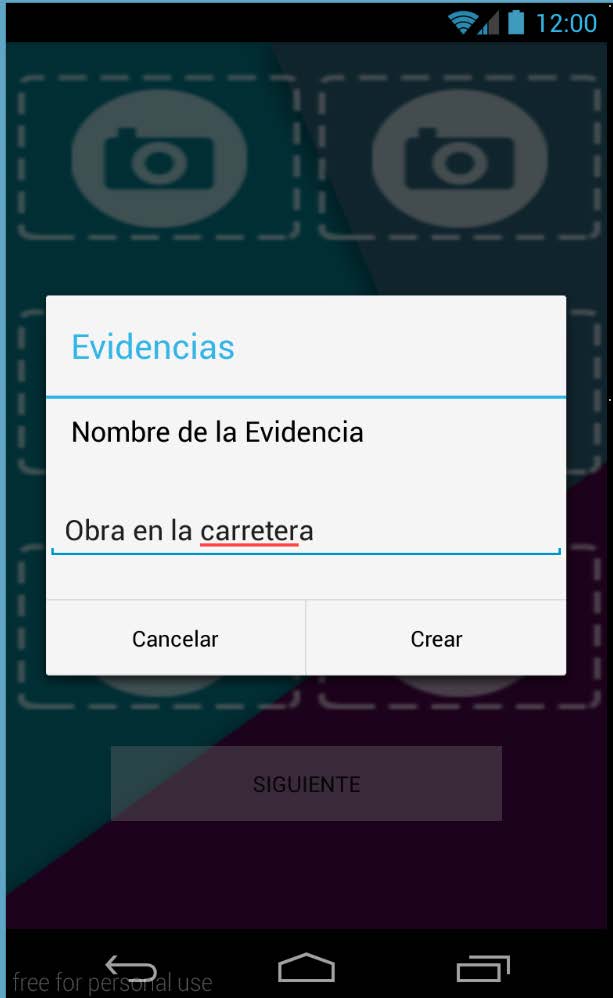 12:00
Evidencias
Nombre de la Evidencia
Obra en la carretera
Cancelar
Crear
SIGUIENTE
free for personal use